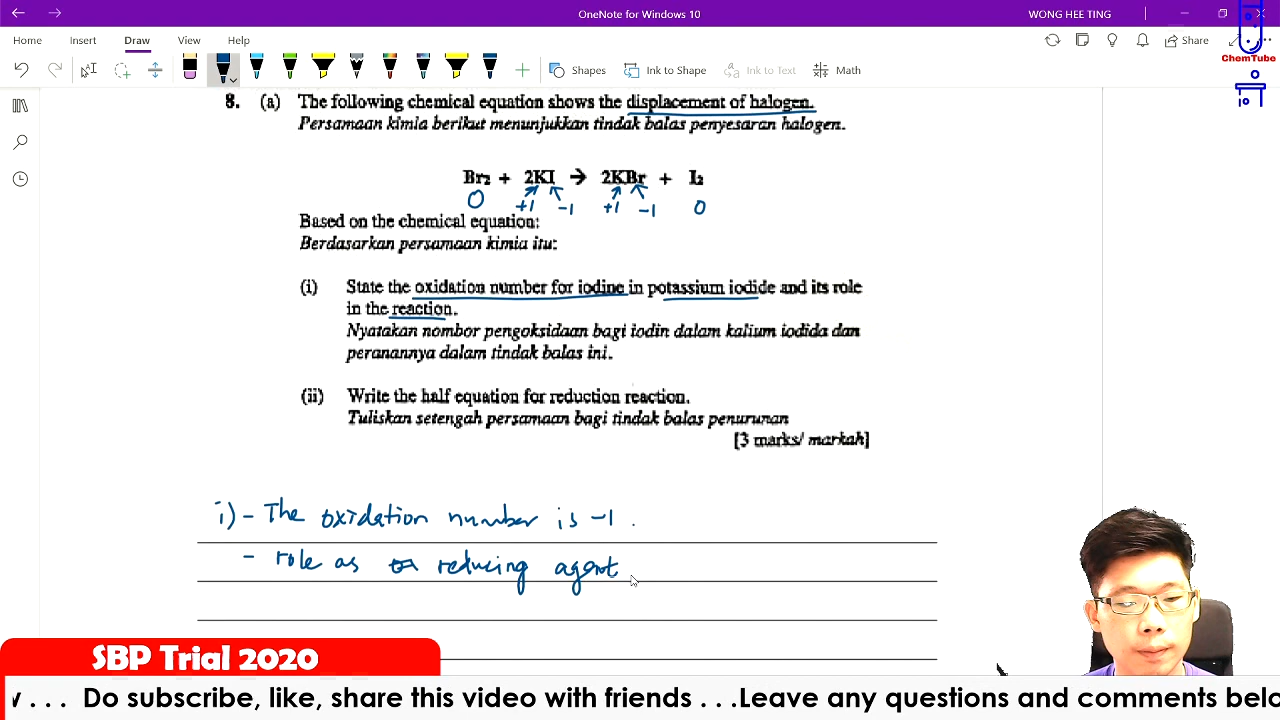 OneNote for Windows 10
WONG HEE TING
Home Insert Draw View Help
Share
ChemTube
Shapes Ink to Shape Ink to Text Math
8. (a) The following chemical equation shows the displacement of halogen.
Persamaan kimia berikut menunjukkan tindak balas penyesaran halogen.
Br₂ + 2KI → 2KBr + I₂
0 +1 -1 +1 -1 0
Based on the chemical equation:
Berdasarkan persamaan kimia itu:
(i) State the oxidation number for iodine in potassium iodide and its role
in the reaction.
Nyatakan nombor pengoksidaan bagi iodin dalam kalium iodida dan
peranannya dalam tindak balas ini.
(ii) Write the half equation for reduction reaction.
Tuliskan setengah persamaan bagi tindak balas penurunan
[3 marks/ markah]
i) - The oxidation number is -1 .
- role as reducing agent
SBP Trial 2020
. . . Do subscribe, like, share this video with friends . . .Leave any questions and comments belo